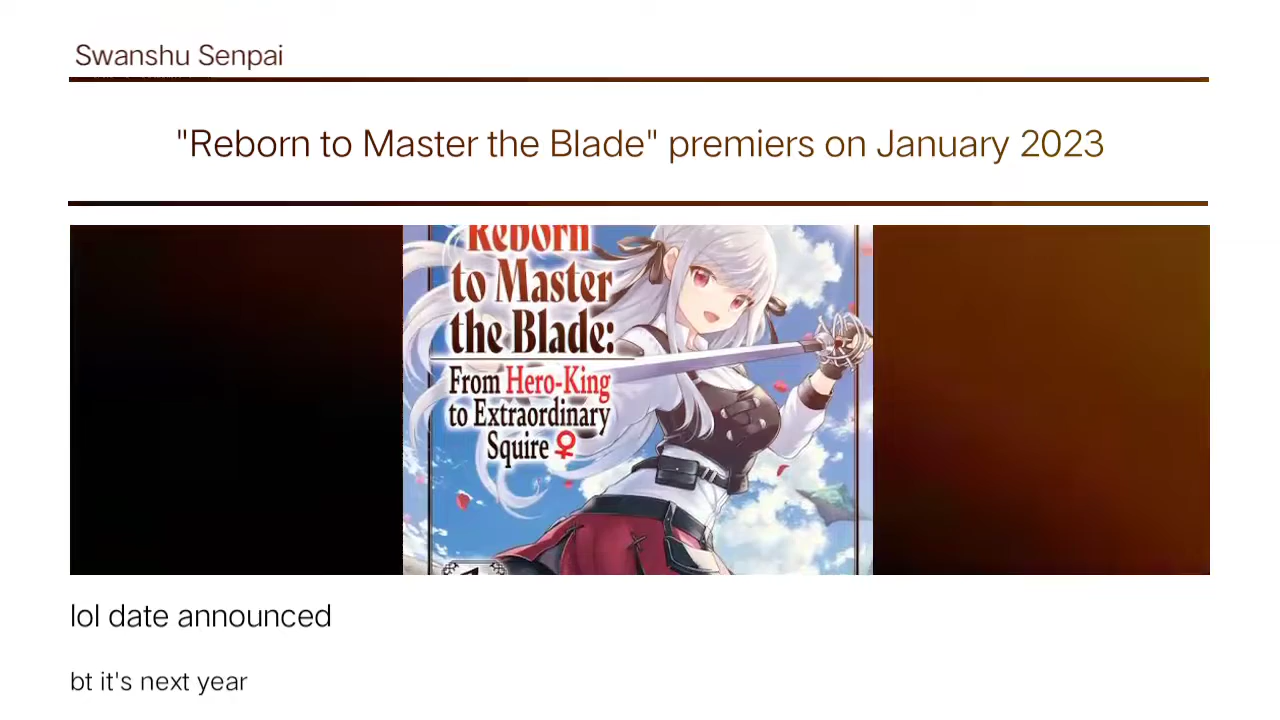 Swanshu Senpai
"Reborn to Master the Blade" premiers on January 2023
Reborn
to Master
the Blade:
From Hero-King
to Extraordinary
Squire ♀
1
lol date announced
bt it's next year